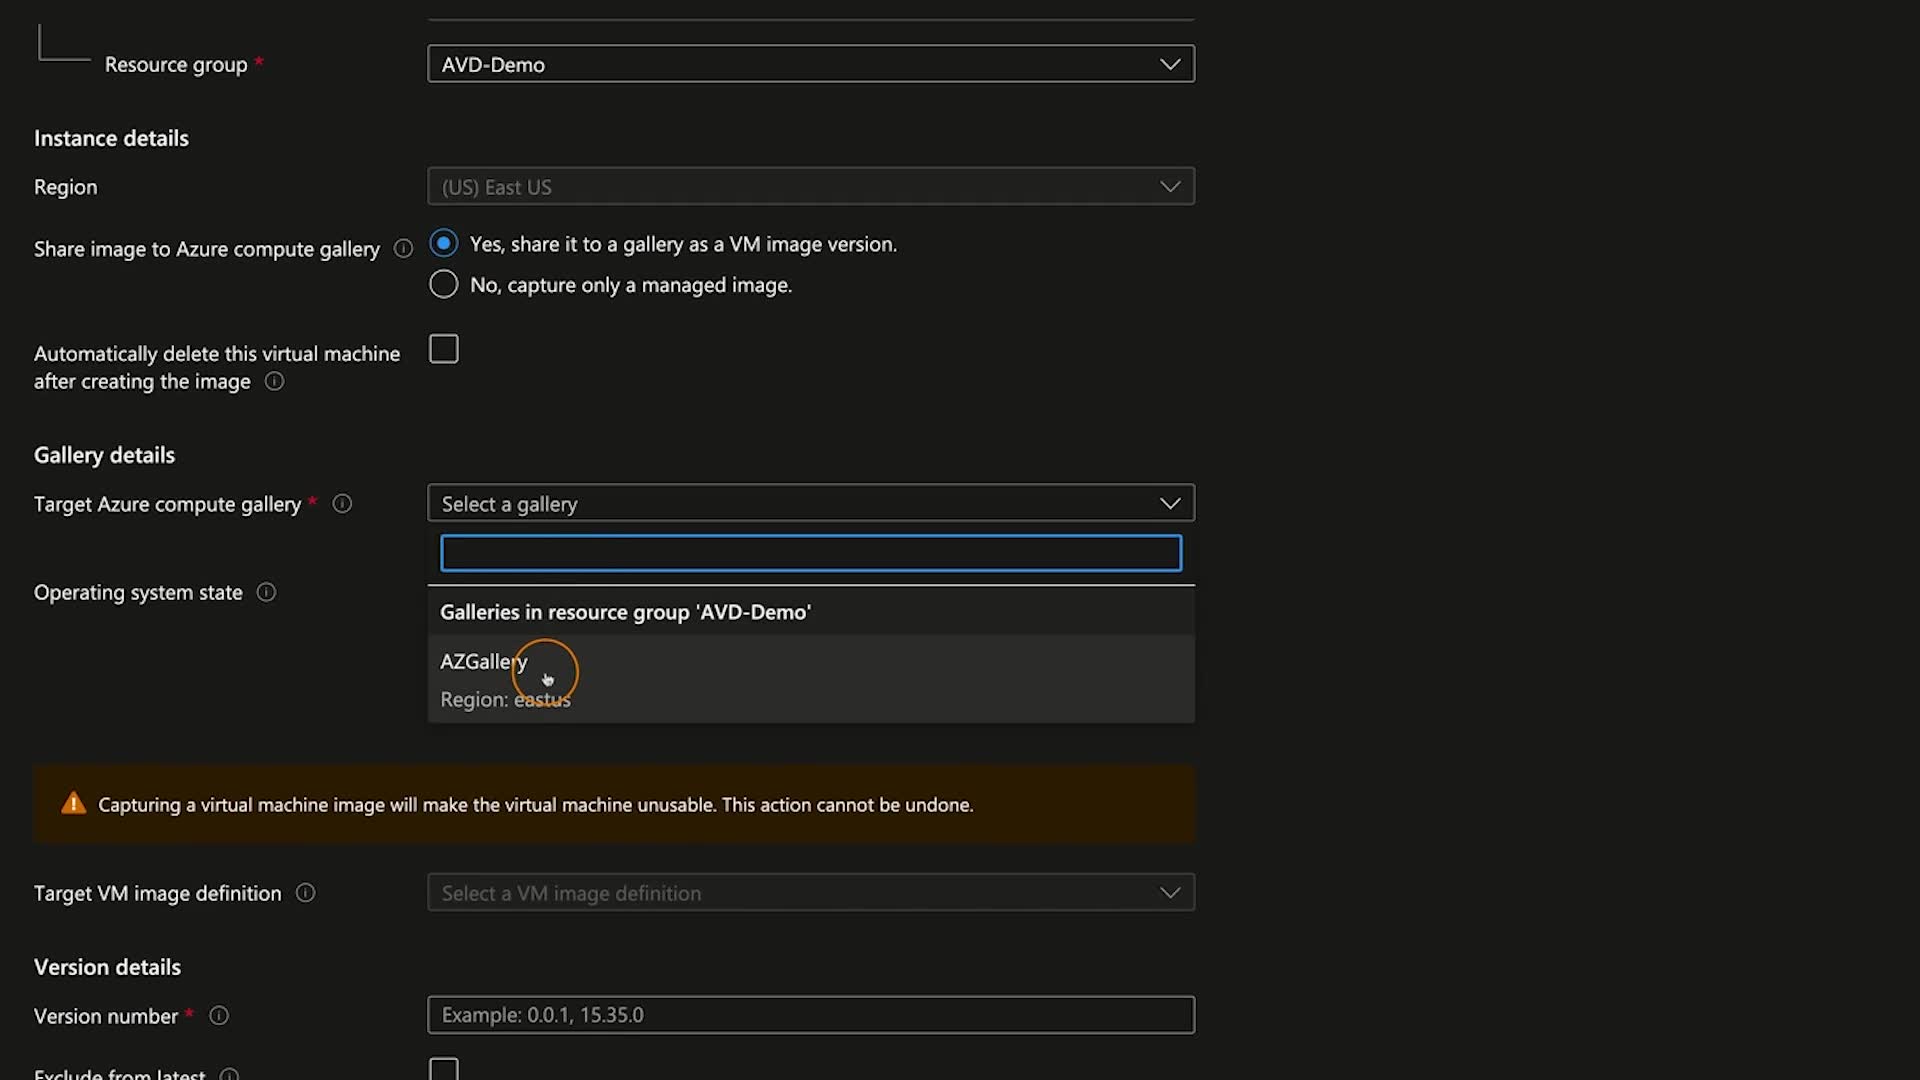 Resource group *
AVD-Demo
Instance details
Region
(US) East US
Share image to Azure compute gallery
Yes, share it to a gallery as a VM image version.
No, capture only a managed image.
Automatically delete this virtual machine
after creating the image
Gallery details
Target Azure compute gallery *
Select a gallery
Operating system state
Galleries in resource group 'AVD-Demo'
AZGallery
Region: eastus
Capturing a virtual machine image will make the virtual machine unusable. This action cannot be undone.
Target VM image definition
Select a VM image definition
Version details
Version number *
Example: 0.0.1, 15.35.0
Exclude from latest